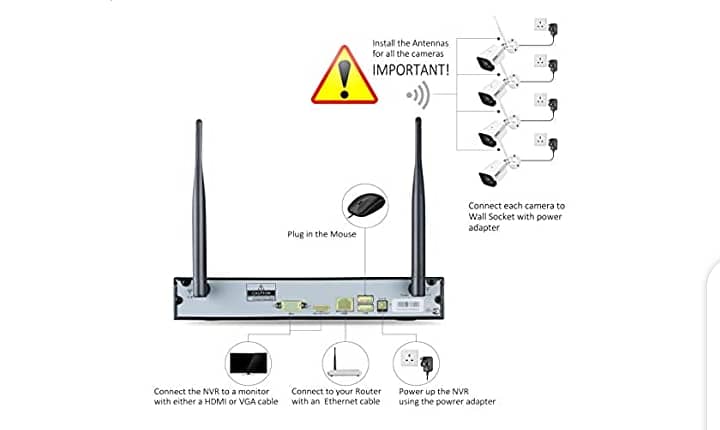 Install the Antennas
for all the cameras
IMPORTANT!
Connect each camera to
Wall Socket with power
adapter
Plug in the Mouse
CAUTION
Connect the NVR to a monitor
with either a HDMI or VGA cable
Connect to your Router
with an Ethernet cable
Power up the NVR
using the powrer adapter